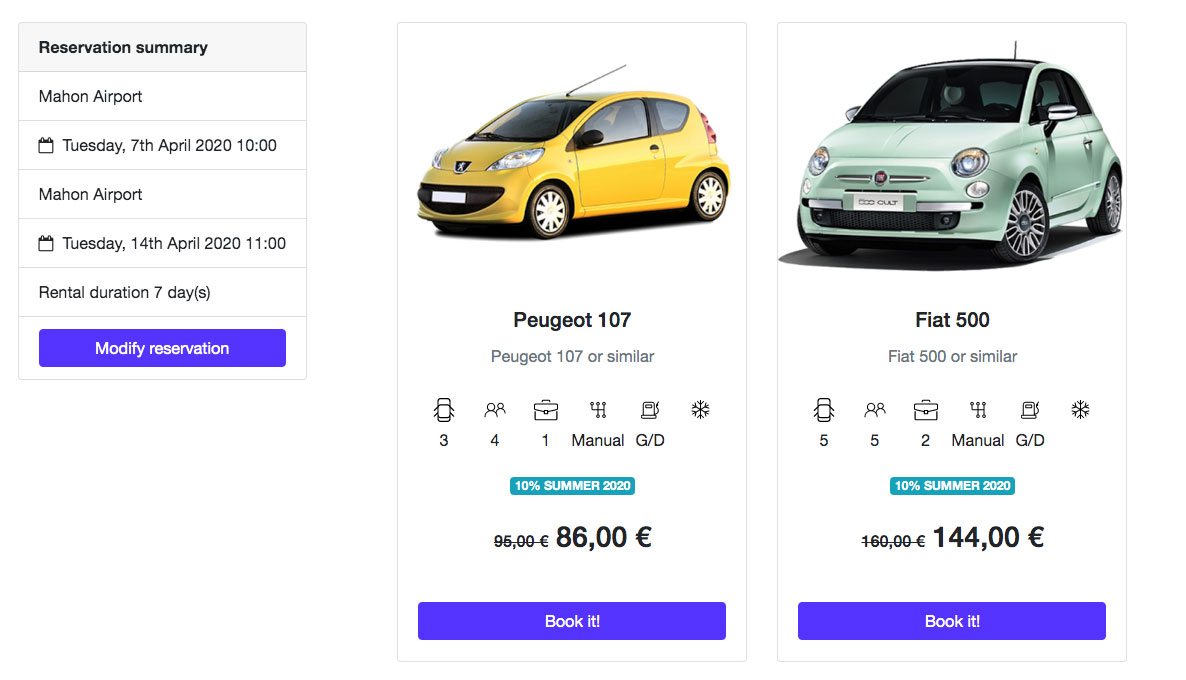 Reservation summary
Mahon Airport
Tuesday, 7th April 2020 10:00
Mahon Airport
Tuesday, 14th April 2020 11:00
Rental duration 7 day(s)
Modify reservation
Peugeot 107
Peugeot 107 or similar
3 4 1 Manual G/D
10% SUMMER 2020
95,00 € 86,00 €
Book it!
500 CULT
Fiat 500
Fiat 500 or similar
5 5 2 Manual G/D
10% SUMMER 2020
160,00 € 144,00 €
Book it!